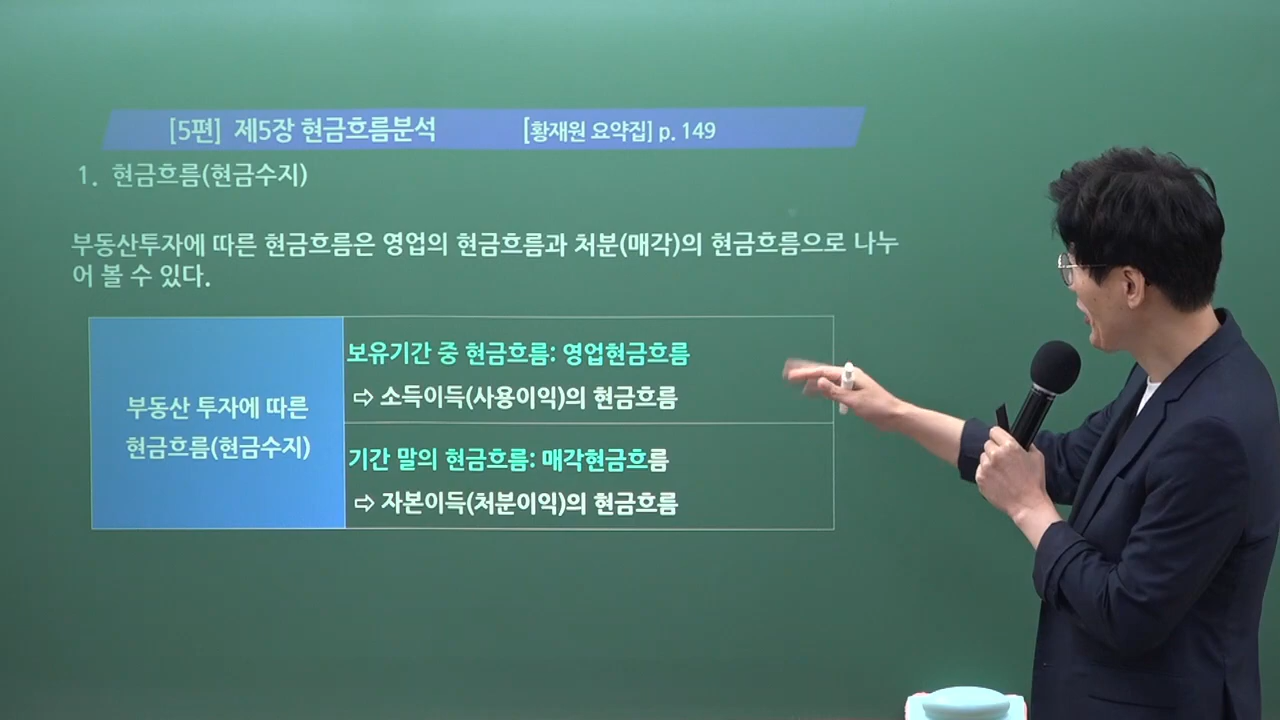 [5편] 제5장 현금흐름분석 [황재원 요약집] p. 149
1. 현금흐름(현금수지)
부동산투자에 따른 현금흐름은 영업의 현금흐름과 처분(매각)의 현금흐름으로 나누
어 볼 수 있다.
부동산 투자에 따른
현금흐름(현금수지)
보유기간 중 현금흐름: 영업현금흐름
⇨ 소득이득(사용이익)의 현금흐름
기간 말의 현금흐름: 매각현금흐름
⇨ 자본이득(처분이익)의 현금흐름